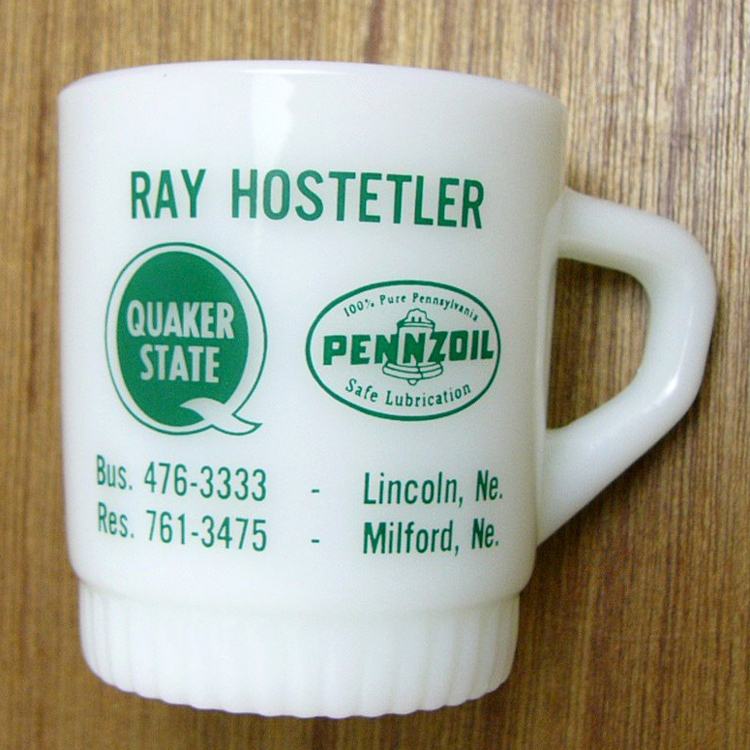 RAY HOSTETLER
QUAKER
STATE
100% Pure Pennsylvania
PENNZOIL
Safe Lubrication
Bus. 476-3333 - Lincoln, Ne.
Res. 761-3475 - Milford, Ne.